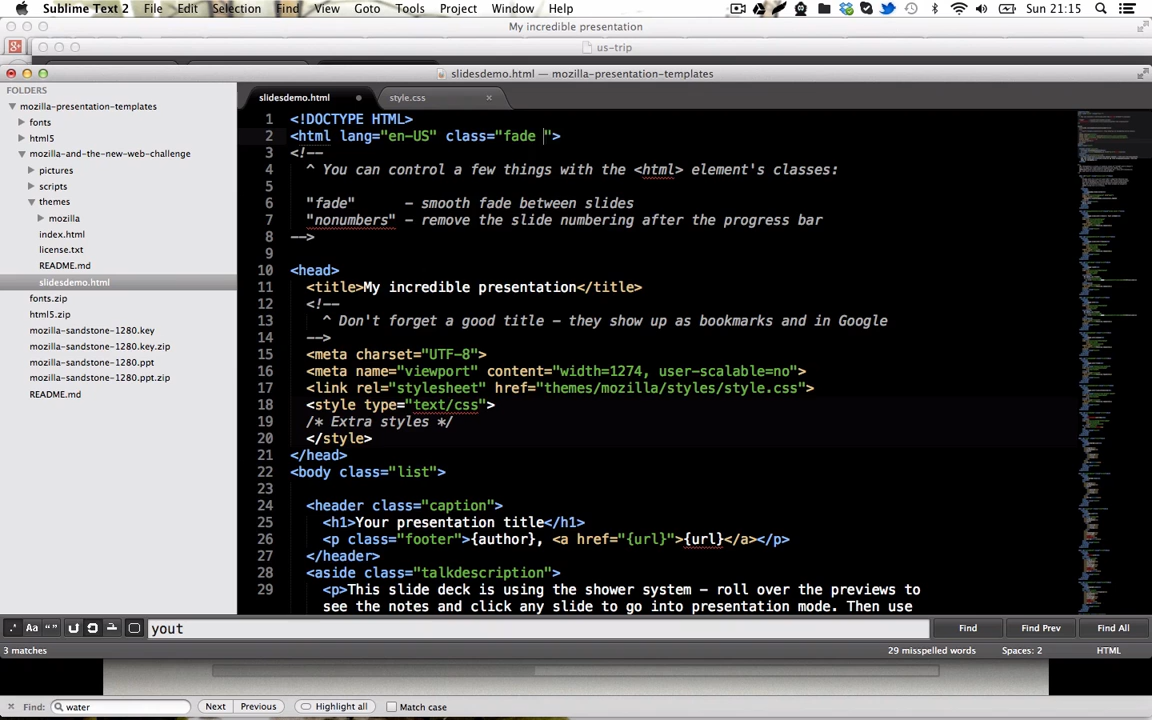 Sublime Text 2 File Edit Selection Find View Goto Tools Project Window Help Sun 21:15
My incredible presentation
us-trip
slidesdemo.html — mozilla-presentation-templates
FOLDERS
mozilla-presentation-templates
fonts
html5
mozilla-and-the-new-web-challenge
pictures
scripts
themes
mozilla
index.html
license.txt
README.md
slidesdemo.html
fonts.zip
html5.zip
mozilla-sandstone-1280.key
mozilla-sandstone-1280.key.zip
mozilla-sandstone-1280.ppt
mozilla-sandstone-1280.ppt.zip
README.md
slidesdemo.html style.css
1 <!DOCTYPE HTML>
2 <html lang="en-US" class="fade ">
3 <!--
4 ^ You can control a few things with the <html> element's classes:
5
6 "fade" – smooth fade between slides
7 "nonumbers" – remove the slide numbering after the progress bar
8 -->
9
10 <head>
11 <title>My incredible presentation</title>
12 <!--
13 ^ Don't forget a good title – they show up as bookmarks and in Google
14 -->
15 <meta charset="UTF-8">
16 <meta name="viewport" content="width=1274, user-scalable=no">
17 <link rel="stylesheet" href="themes/mozilla/styles/style.css">
18 <style type="text/css">
19 /* Extra styles */
20 </style>
21 </head>
22 <body class="list">
23
24 <header class="caption">
25 <h1>Your presentation title</h1>
26 <p class="footer">{author}, <a href="{url}">{url}</a></p>
27 </header>
28 <aside class="talkdescription">
29 <p>This slide deck is using the shower system – roll over the previews to
see the notes and click any slide to go into presentation mode. Then use
.* Aa “” yout Find Find Prev Find All
3 matches 29 misspelled words Spaces: 2 HTML
Find: water Next Previous Highlight all Match case